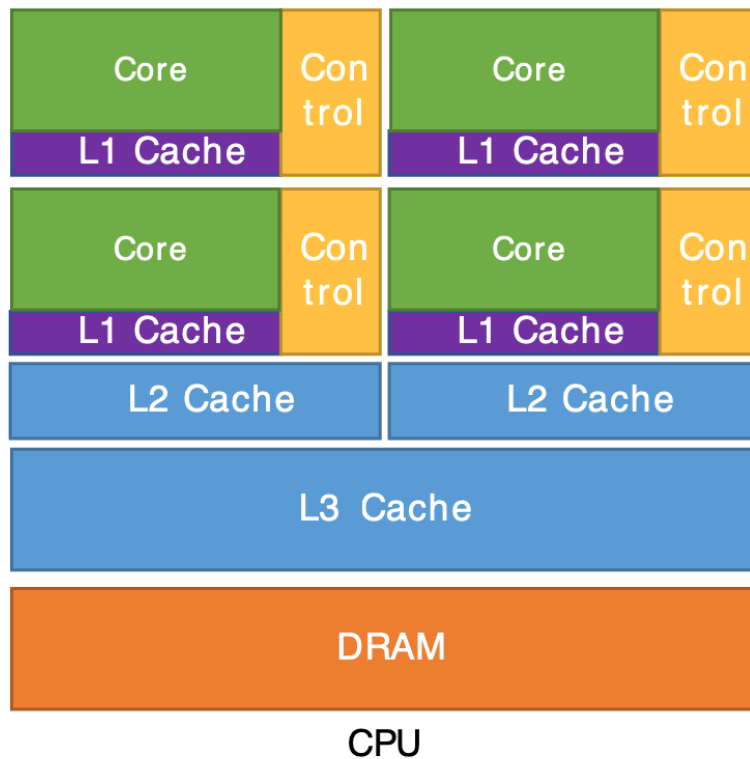 Core
Con
trol
L1 Cache
Core
Con
trol
L1 Cache
Core
Con
trol
L1 Cache
Core
Con
trol
L1 Cache
L2 Cache
L2 Cache
L3 Cache
DRAM
CPU